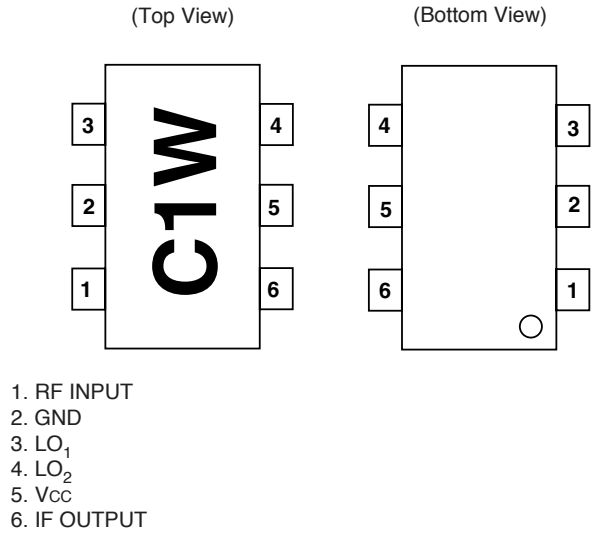 (Top View) (Bottom View)
3 4 4 3
C1W
2 5 5 2
1 6 6 1
1. RF INPUT
2. GND
3. LO1
4. LO2
5. VCC
6. IF OUTPUT